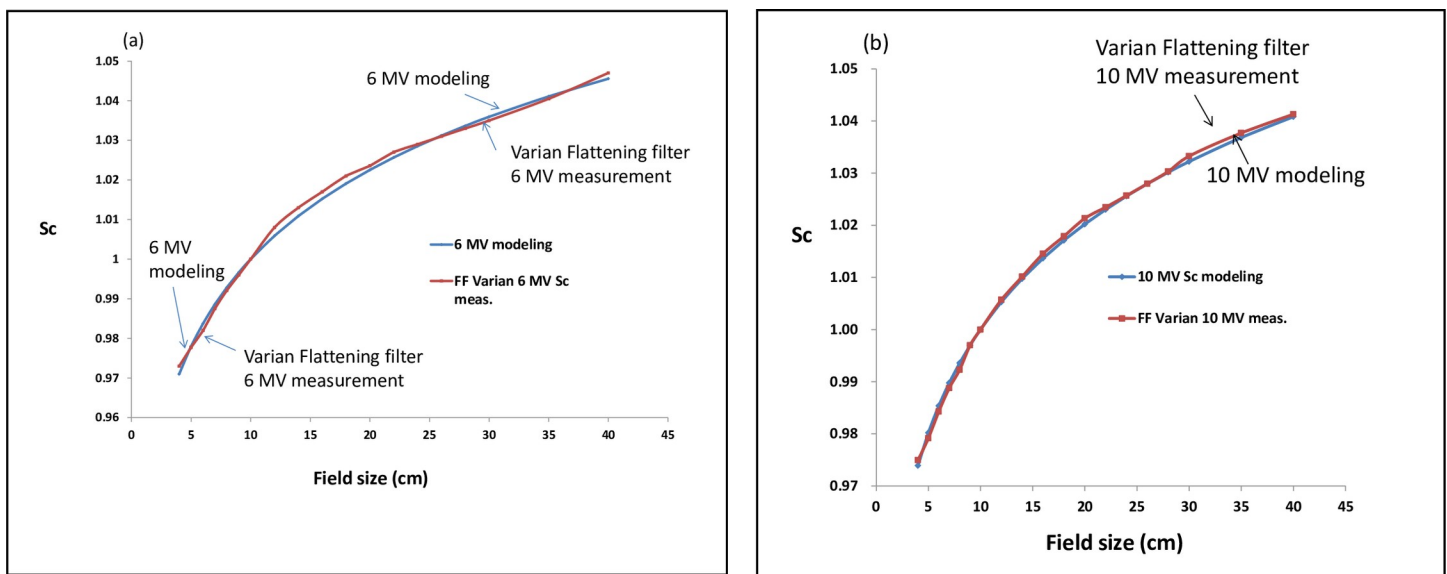 (a)
1.05
1.04
1.03
1.02
1.01
1
0.99
0.98
0.97
0.96
Sc
6 MV modeling
Varian Flattening filter
6 MV measurement
6 MV modeling
FF Varian 6 MV Sc
meas.
6 MV
modeling
Varian Flattening filter
6 MV measurement
0 5 10 15 20 25 30 35 40 45
Field size (cm)
(b)
Varian Flattening filter
10 MV measurement
1.05
1.04
1.03
1.02
1.01
1.00
0.99
0.98
0.97
Sc
10 MV modeling
10 MV Sc modeling
FF Varian 10 MV meas.
0 5 10 15 20 25 30 35 40 45
Field size (cm)